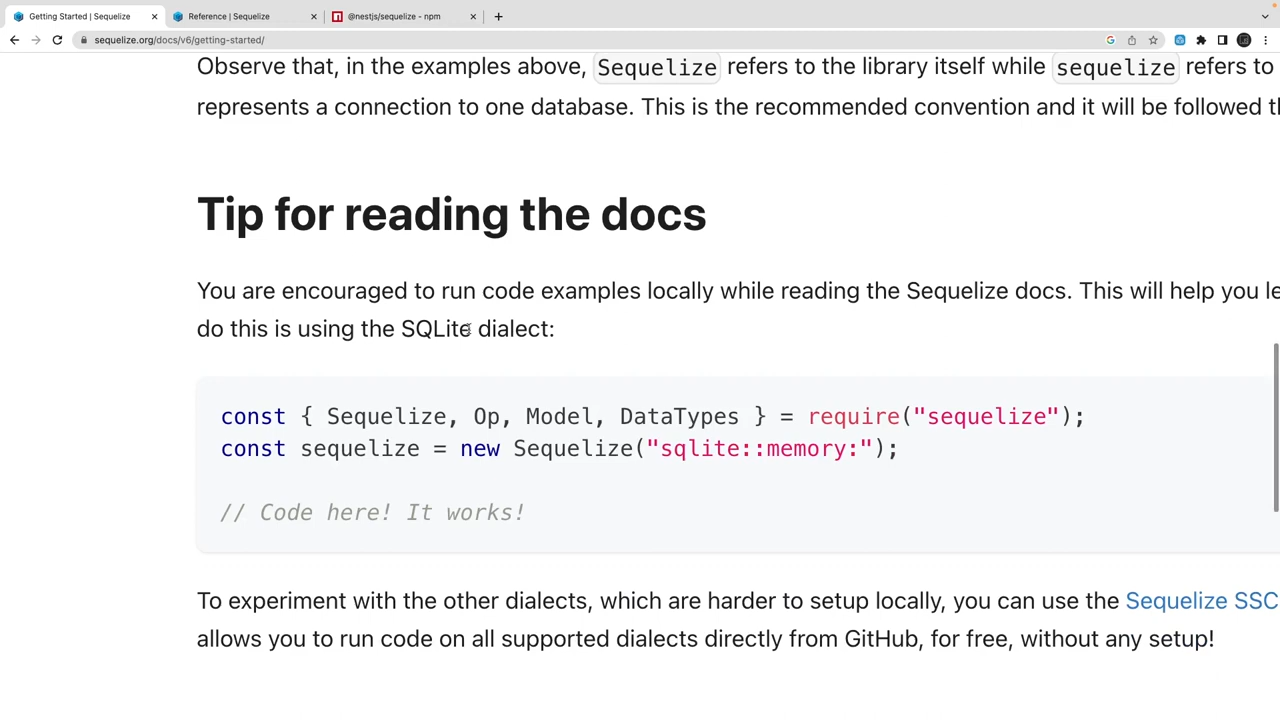 Getting Started | Sequelize
Reference | Sequelize
@nestjs/sequelize - npm
sequelize.org/docs/v6/getting-started/
Observe that, in the examples above, Sequelize refers to the library itself while sequelize refers to
represents a connection to one database. This is the recommended convention and it will be followed th
Tip for reading the docs
You are encouraged to run code examples locally while reading the Sequelize docs. This will help you le
do this is using the SQLite dialect:
const { Sequelize, Op, Model, DataTypes } = require("sequelize");
const sequelize = new Sequelize("sqlite::memory:");
// Code here! It works!
To experiment with the other dialects, which are harder to setup locally, you can use the Sequelize SSC
allows you to run code on all supported dialects directly from GitHub, for free, without any setup!